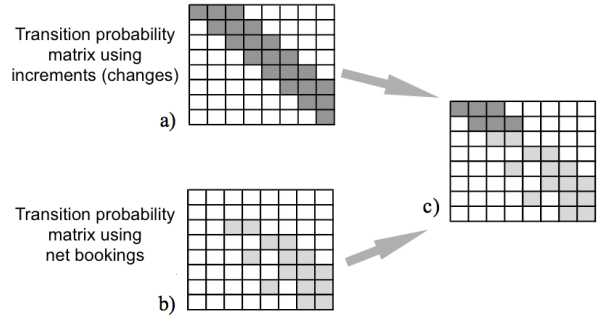 Transition probability
matrix using
increments (changes)
a)
Transition probability
matrix using
net bookings
b)
c)